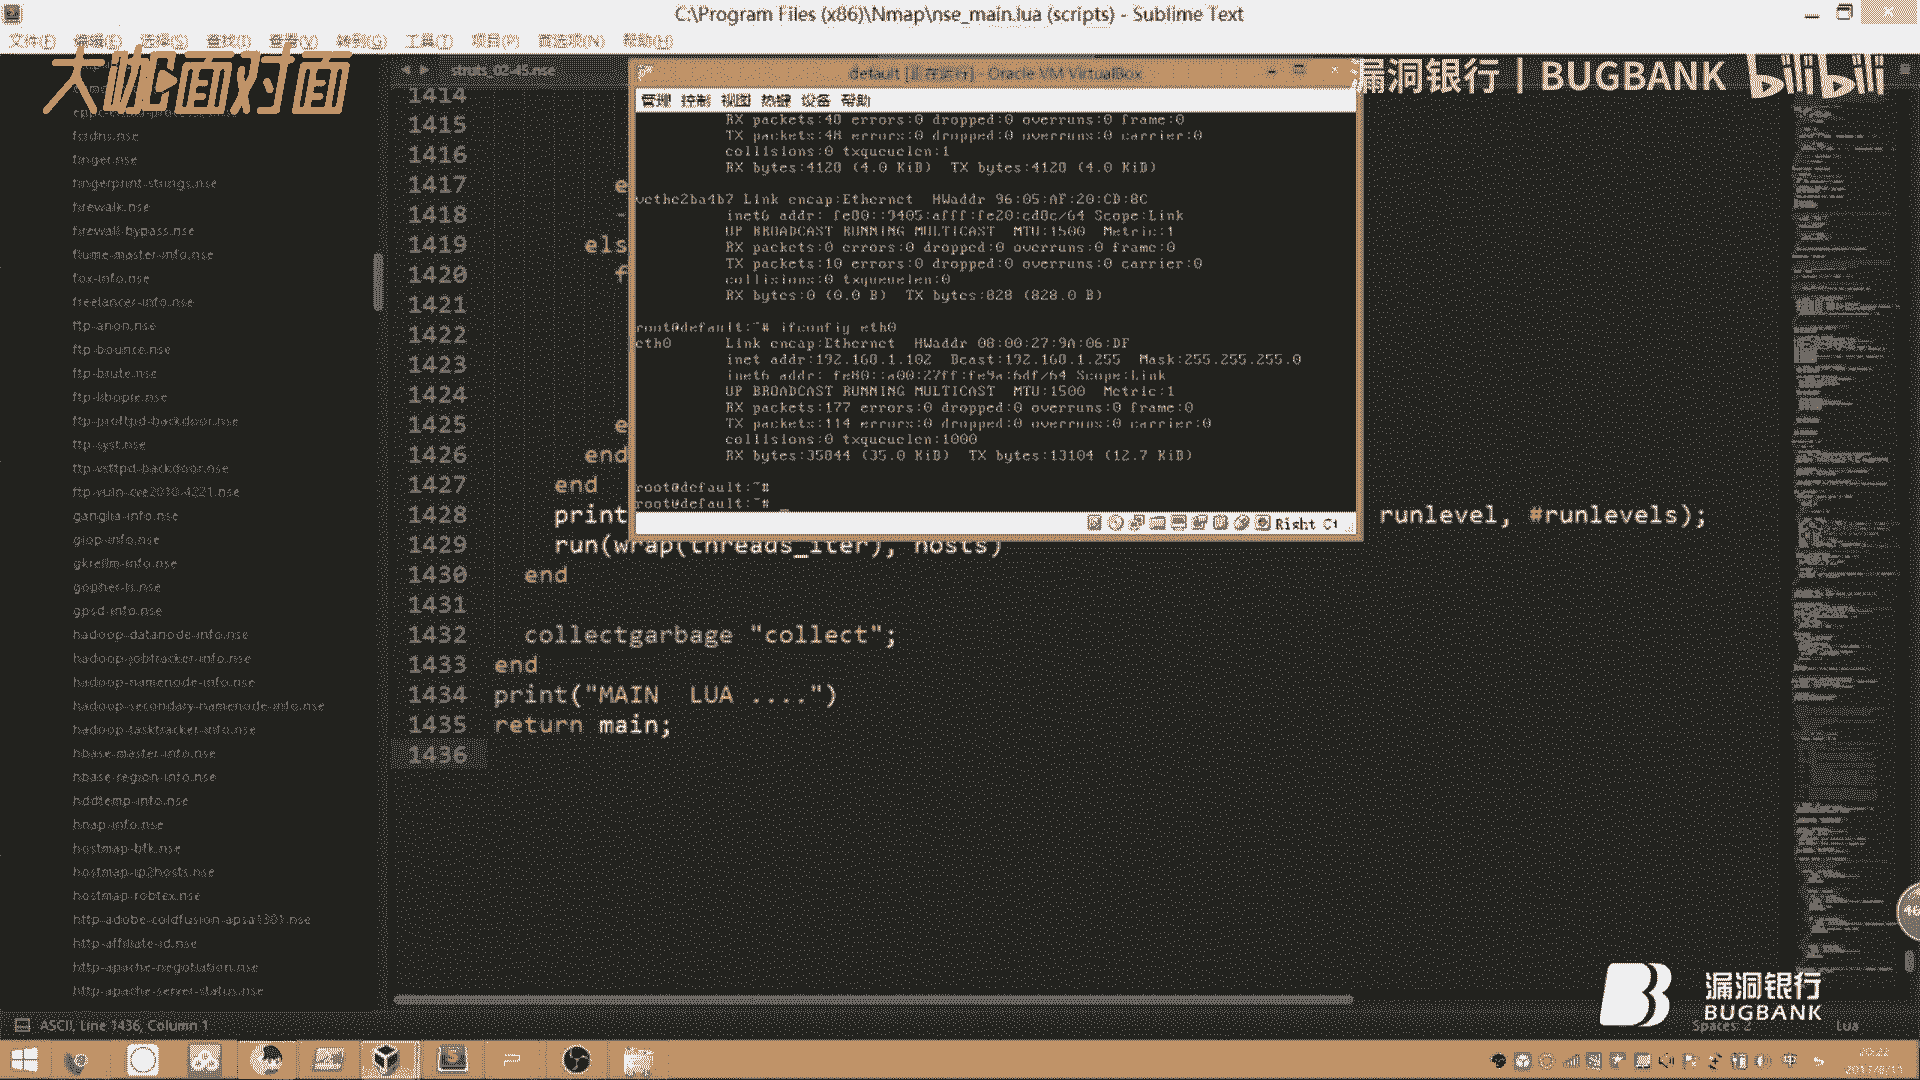 C:\Program Files (x86)\Nmap\nse_main.lua (scripts) - Sublime Text
文件(F) 编辑(E) 选择(S) 查找(I) 查看(V) 转到(G) 工具(T) 项目(P) 首选项(N) 帮助(H)
大咖面对面
漏洞银行 | BUGBANK bilibili
struts_02-45.nse
fcrdns.nse
finger.nse
fingerprint-strings.nse
firewalk.nse
firewall-bypass.nse
flume-master-info.nse
fox-info.nse
freelancer-info.nse
ftp-anon.nse
ftp-bounce.nse
ftp-brute.nse
ftp-libopie.nse
ftp-proftpd-backdoor.nse
ftp-syst.nse
ftp-vsftpd-backdoor.nse
ftp-vuln-cve2010-4221.nse
ganglia-info.nse
giop-info.nse
gkrellm-info.nse
gopher-ls.nse
gpsd-info.nse
hadoop-datanode-info.nse
hadoop-jobtracker-info.nse
hadoop-namenode-info.nse
hadoop-secondary-namenode-info.nse
hadoop-tasktracker-info.nse
hbase-master-info.nse
hbase-region-info.nse
hddtemp-info.nse
hnap-info.nse
hostmap-bfk.nse
hostmap-ip2hosts.nse
hostmap-robtex.nse
http-adobe-coldfusion-apsa1301.nse
http-affiliate-id.nse
http-apache-negotiation.nse
http-apache-server-status.nse
1414
1415
1416
1417 e
1418 -
1419 els
1420 f
1421
1422
1423
1424
1425 e
1426 end
1427 end
1428 print runlevel, #runlevels);
1429 run(wrap(threads_iter), hosts)
1430 end
1431
1432 collectgarbage "collect";
1433 end
1434 print("MAIN  LUA ....")
1435 return main;
1436
default [正在运行] - Oracle VM VirtualBox
管理 控制 视图 热键 设备 帮助
RX packets:48 errors:0 dropped:0 overruns:0 frame:0
TX packets:48 errors:0 dropped:0 overruns:0 carrier:0
collisions:0 txqueuelen:1
RX bytes:4120 (4.0 KiB)  TX bytes:4120 (4.0 KiB)
vethe2ba4b7 Link encap:Ethernet  HWaddr 96:05:AF:20:CD:8C
inet6 addr: fe80::9405:afff:fe20:cd8c/64 Scope:Link
UP BROADCAST RUNNING MULTICAST  MTU:1500  Metric:1
RX packets:0 errors:0 dropped:0 overruns:0 frame:0
TX packets:10 errors:0 dropped:0 overruns:0 carrier:0
collisions:0 txqueuelen:0
RX bytes:0 (0.0 B)  TX bytes:828 (828.0 B)
root@default:~# ifconfig eth0
eth0 Link encap:Ethernet  HWaddr 08:00:27:9A:06:DF
inet addr:192.168.1.102  Bcast:192.168.1.255  Mask:255.255.255.0
inet6 addr: fe80::a00:27ff:fe9a:6df/64 Scope:Link
UP BROADCAST RUNNING MULTICAST  MTU:1500  Metric:1
RX packets:177 errors:0 dropped:0 overruns:0 frame:0
TX packets:114 errors:0 dropped:0 overruns:0 carrier:0
collisions:0 txqueuelen:1000
RX bytes:35844 (35.0 KiB)  TX bytes:13104 (12.7 KiB)
root@default:~#
root@default:~#
Right Ct
46
漏洞银行
BUGBANK
ASCII, Line 1436, Column 1
Spaces: 2
Lua
中
20:22
2017/8/11